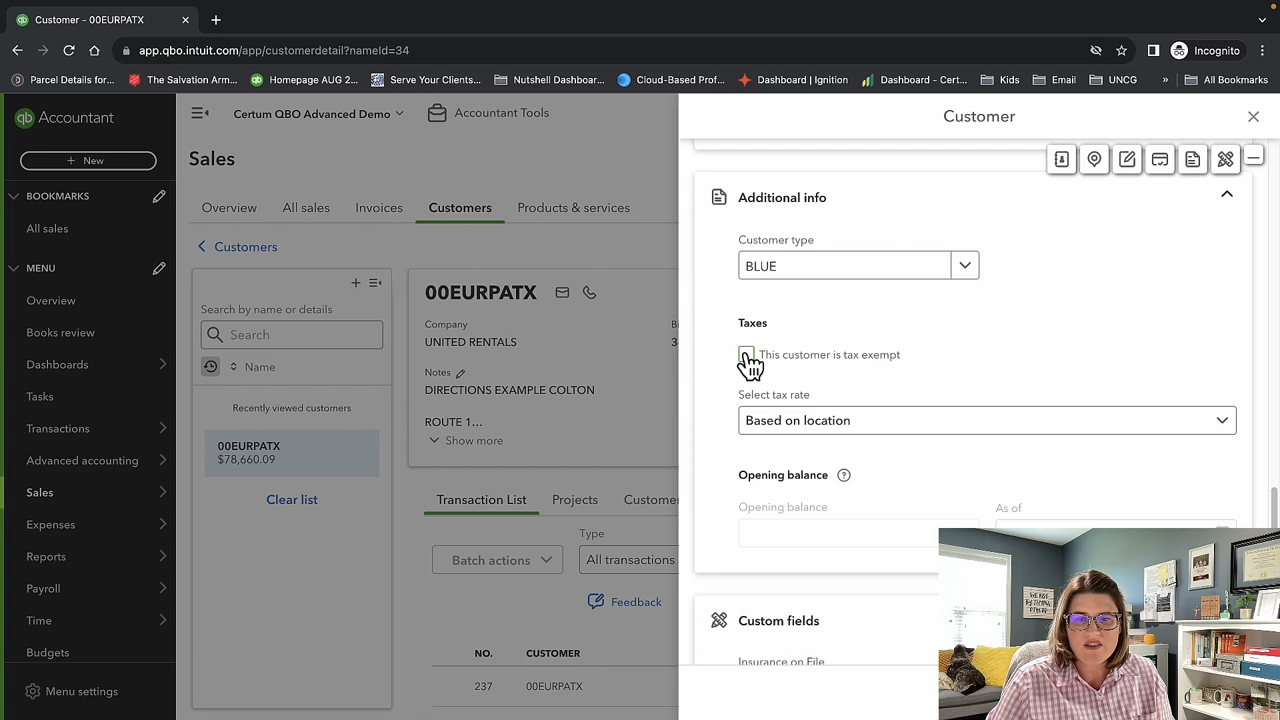 Customer - 00EURPATX
app.qbo.intuit.com/app/customerdetail?nameId=34
Incognito
Parcel Details for...
The Salvation Arm...
Homepage AUG 2...
Serve Your Clients...
Nutshell Dashboar...
Cloud-Based Prof...
Dashboard | Ignition
Dashboard - Cert...
Kids
Email
UNCG
»
All Bookmarks
qb Accountant
+ New
BOOKMARKS
All sales
MENU
Overview
Books review
Dashboards
Tasks
Transactions
Advanced accounting
Sales
Expenses
Reports
Payroll
Time
Budgets
Menu settings
Certum QBO Advanced Demo
Accountant Tools
Sales
Overview
All sales
Invoices
Customers
Products & services
Customers
Search by name or details
Search
Name
Recently viewed customers
00EURPATX
$78,660.09
Clear list
00EURPATX
Company
UNITED RENTALS
Notes
DIRECTIONS EXAMPLE COLTON
ROUTE 1...
Show more
Transaction List
Projects
Type
Batch actions
All transactions
Feedback
NO.
CUSTOMER
237
00EURPATX
Customer
Additional info
Customer type
BLUE
Taxes
This customer is tax exempt
Select tax rate
Based on location
Opening balance ?
Opening balance
As of
Custom fields
Insurance on File